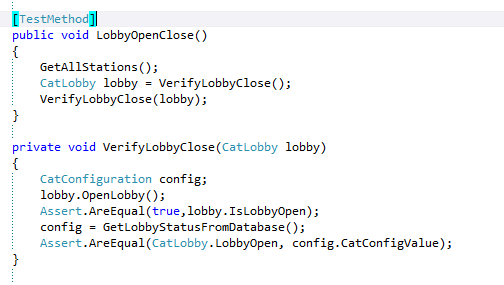 [TestMethod]
public void LobbyOpenClose()
{
GetAllStations();
CatLobby lobby = VerifyLobbyClose();
VerifyLobbyClose(lobby);
}
private void VerifyLobbyClose(CatLobby lobby)
{
CatConfiguration config;
lobby.OpenLobby();
Assert.AreEqual(true,lobby.IsLobbyOpen);
config = GetLobbyStatusFromDatabase();
Assert.AreEqual(CatLobby.LobbyOpen, config.CatConfigValue);
}